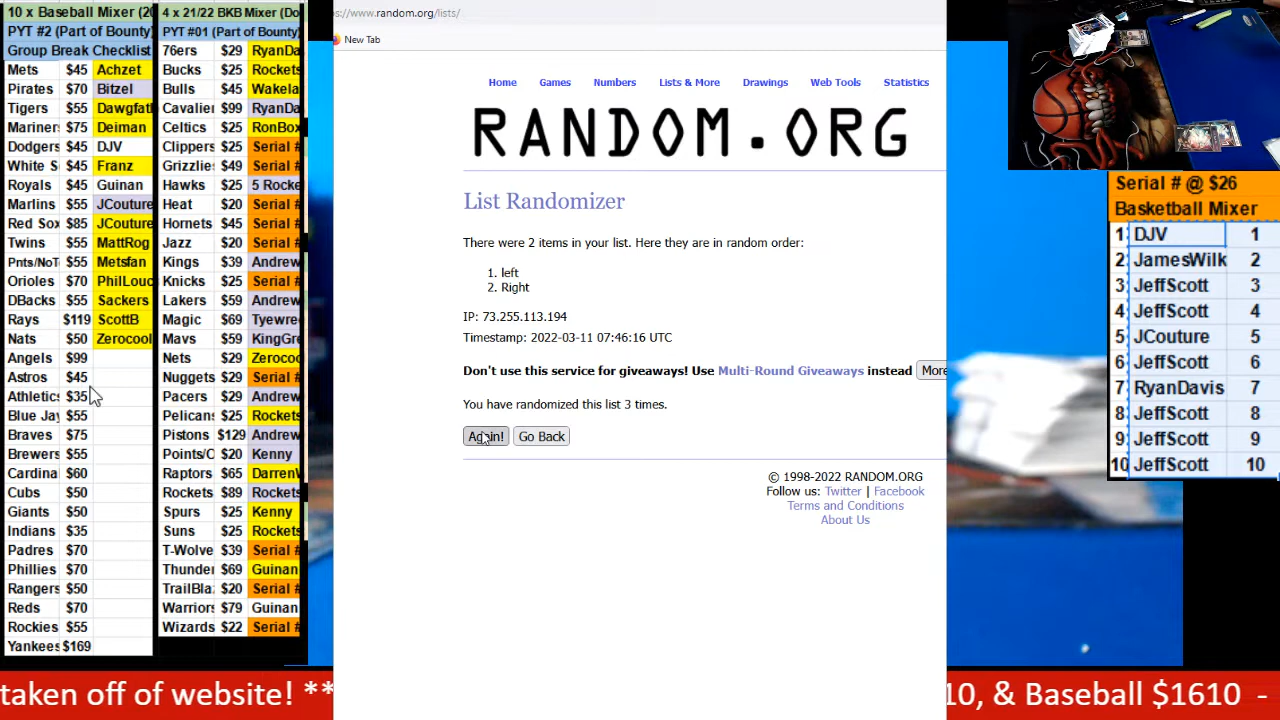 10 x Baseball Mixer (20
PYT #2 (Part of Bounty)
Group Break Checklist
Mets $45 Achzet
Pirates $70 Bitzel
Tigers $55 Dawgfath
Mariners $75 Deiman
Dodgers $45 DJV
White S $45 Franz
Royals $45 Guinan
Marlins $55 JCouture
Red Sox $85 JCouture
Twins $55 MattRog
Pnts/NoT $55 Metsfan
Orioles $70 PhilLouc
DBacks $55 Sackers
Rays $119 ScottB
Nats $50 Zerocool
Angels $99
Astros $45
Athletics $35
Blue Jay $55
Braves $75
Brewers $55
Cardina $60
Cubs $50
Giants $50
Indians $35
Padres $70
Phillies $70
Rangers $50
Reds $70
Rockies $55
Yankees $169
4 x 21/22 BKB Mixer (Do
PYT #01 (Part of Bounty)
76ers $29 RyanDa
Bucks $25 Rockets
Bulls $45 Wakela
Cavalier $99 RyanDa
Celtics $25 RonBox
Clippers $25 Serial #
Grizzlies $49 Serial #
Hawks $25 5 Rocke
Heat $20 Serial #
Hornets $45 Serial #
Jazz $20 Serial #
Kings $39 Andrew
Knicks $25 Serial #
Lakers $59 Andrew
Magic $69 Tyewre
Mavs $59 KingGre
Nets $29 Zerocoo
Nuggets $29 Serial #
Pacers $29 Andrew
Pelicans $25 Rockets
Pistons $129 Andrew
Points/C $20 Kenny
Raptors $65 DarrenW
Rockets $89 Rockets
Spurs $25 Kenny
Suns $25 Rockets
T-Wolve $39 Serial #
Thunder $69 Guinan
TrailBla $20 Serial #
Warriors $79 Guinan
Wizards $22 Serial #
s://www.random.org/lists/
New Tab
Home Games Numbers Lists & More Drawings Web Tools Statistics
RANDOM.ORG
List Randomizer
There were 2 items in your list. Here they are in random order:
1. left
2. Right
IP: 73.255.113.194
Timestamp: 2022-03-11 07:46:16 UTC
Don't use this service for giveaways! Use Multi-Round Giveaways instead More
You have randomized this list 3 times.
Again! Go Back
© 1998-2022 RANDOM.ORG
Follow us: Twitter | Facebook
Terms and Conditions
About Us
Serial # @ $26
Basketball Mixer
1 DJV 1
2 JamesWilk 2
3 JeffScott 3
4 JeffScott 4
5 JCouture 5
6 JeffScott 6
7 RyanDavis 7
8 JeffScott 8
9 JeffScott 9
10 JeffScott 10
taken off of website! **
10, & Baseball $1610 -